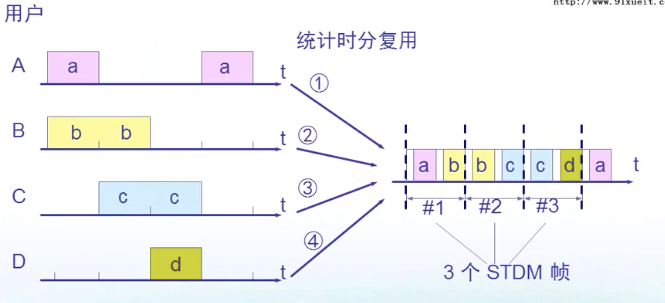 http://www.91xueit.c
用户
统计时分复用
A a a t ①
B b b t ②
C c c t ③
D d t ④
a b b c c d a t
#1 #2 #3
3 个 STDM 帧